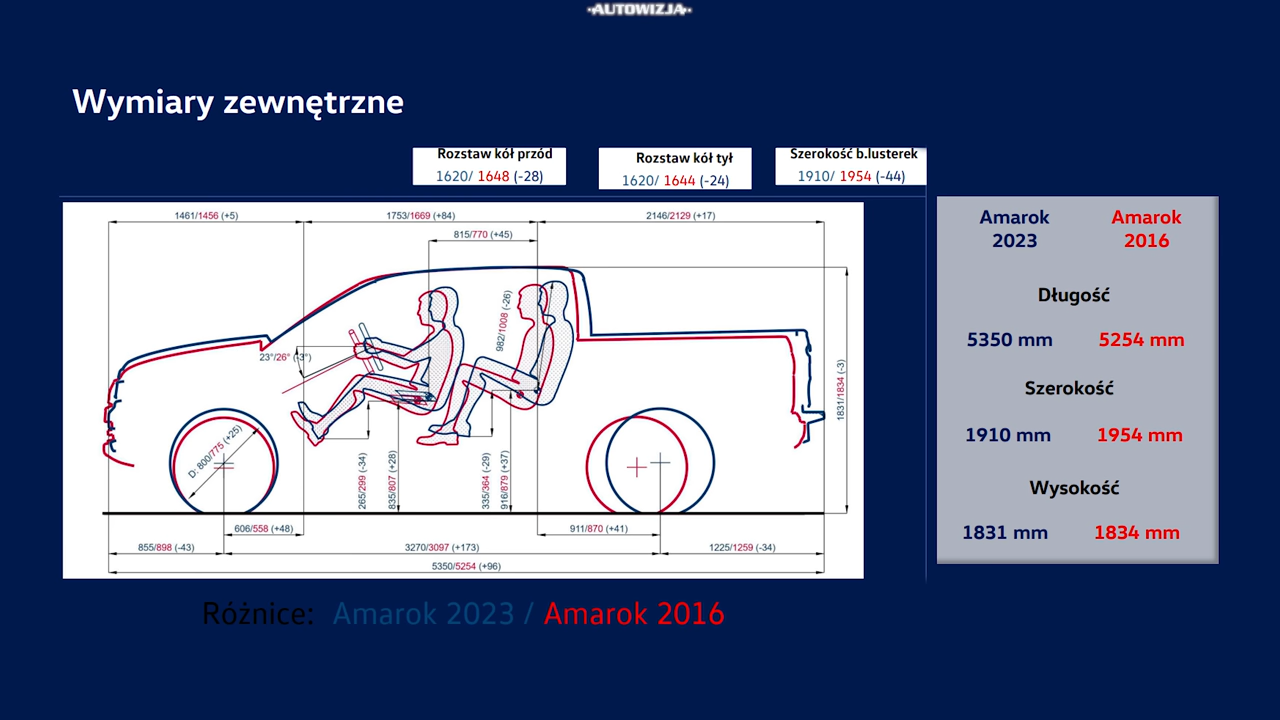 ·AUTOWIZJA·
Wymiary zewnętrzne
Rozstaw kół przód
1620/ 1648 (-28)
Rozstaw kół tył
1620/ 1644 (-24)
Szerokość b.lusterek
1910/ 1954 (-44)
1461/1456 (+5)
1753/1669 (+84)
2146/2129 (+17)
815/770 (+45)
982/1008 (-26)
23°/26° (-3°)
1831/1834 (-3)
D: 800/775 (+25)
265/299 (-34)
835/807 (+28)
335/364 (-29)
916/879 (+37)
606/558 (+48)
911/870 (+41)
855/898 (-43)
3270/3097 (+173)
1225/1259 (-34)
5350/5254 (+96)
Amarok 2023
Amarok 2016
Długość
5350 mm
5254 mm
Szerokość
1910 mm
1954 mm
Wysokość
1831 mm
1834 mm
Różnice: Amarok 2023 / Amarok 2016